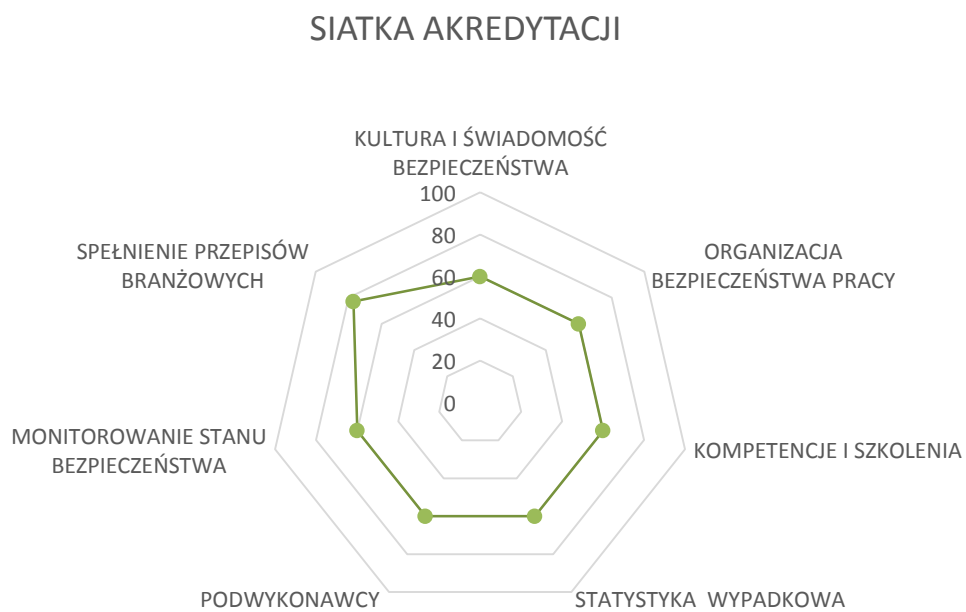 SIATKA AKREDYTACJI
KULTURA I ŚWIADOMOŚĆ
BEZPIECZEŃSTWA
100
80
60
40
20
0
ORGANIZACJA
BEZPIECZEŃSTWA PRACY
KOMPETENCJE I SZKOLENIA
STATYSTYKA WYPADKOWA
PODWYKONAWCY
MONITOROWANIE STANU
BEZPIECZEŃSTWA
SPEŁNIENIE PRZEPISÓW
BRANŻOWYCH